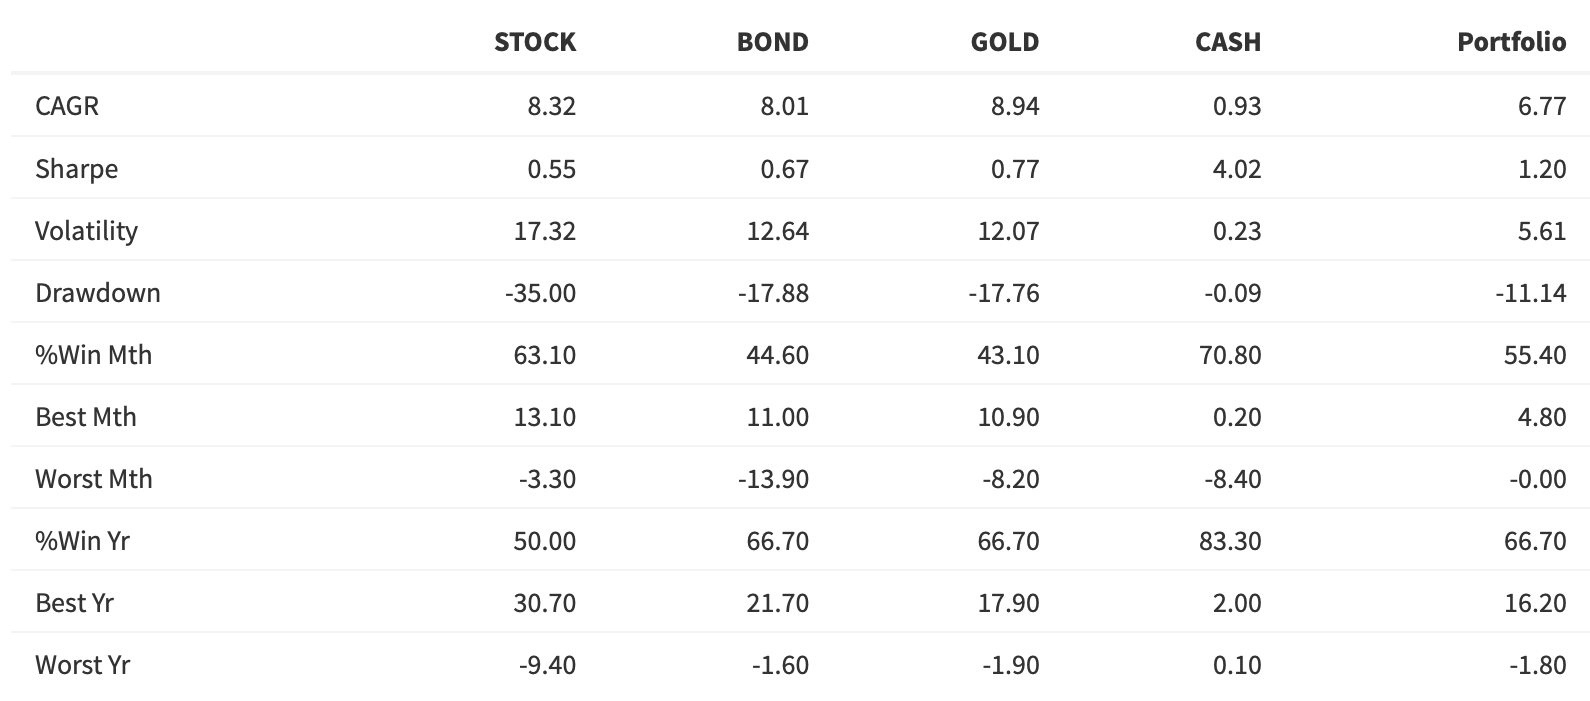 STOCK BOND GOLD CASH Portfolio
CAGR 8.32 8.01 8.94 0.93 6.77
Sharpe 0.55 0.67 0.77 4.02 1.20
Volatility 17.32 12.64 12.07 0.23 5.61
Drawdown -35.00 -17.88 -17.76 -0.09 -11.14
%Win Mth 63.10 44.60 43.10 70.80 55.40
Best Mth 13.10 11.00 10.90 0.20 4.80
Worst Mth -3.30 -13.90 -8.20 -8.40 -0.00
%Win Yr 50.00 66.70 66.70 83.30 66.70
Best Yr 30.70 21.70 17.90 2.00 16.20
Worst Yr -9.40 -1.60 -1.90 0.10 -1.80